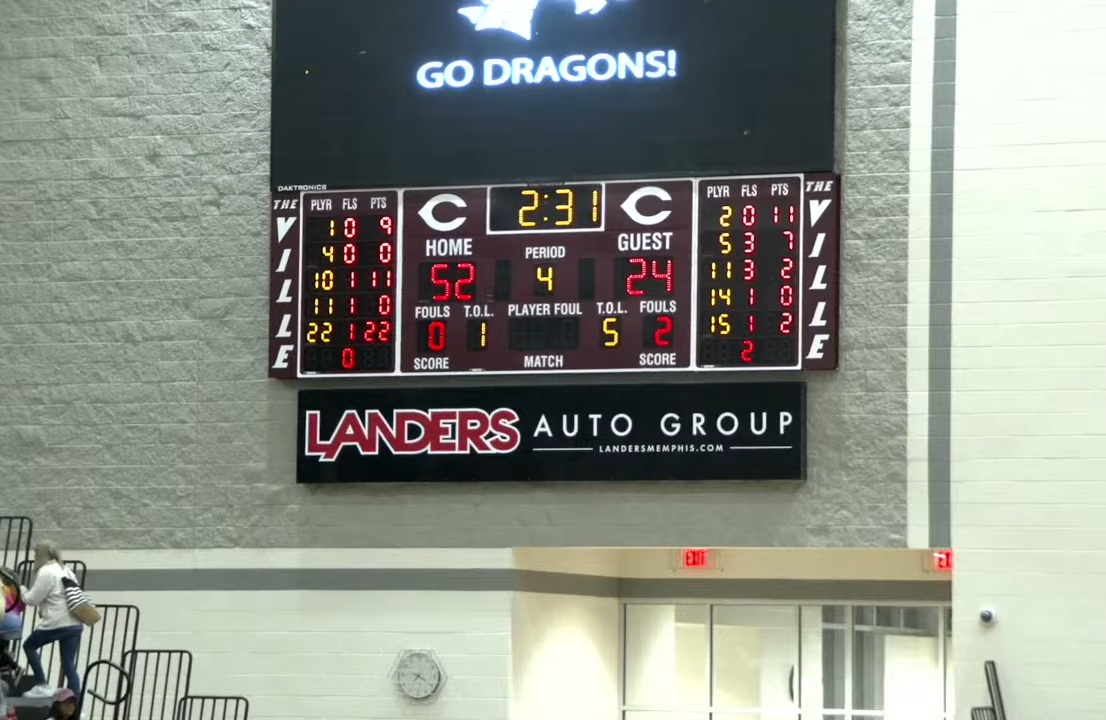 GO DRAGONS!
DAKTRONICS
THE VILLE
PLYR FLS PTS
1 0 9
4 0 0
10 1 11
11 1 0
22 1 22
0
C
HOME
52
FOULS T.O.L.
0 1
SCORE
2:31
PERIOD
4
PLAYER FOUL
MATCH
C
GUEST
24
T.O.L. FOULS
5 2
SCORE
PLYR FLS PTS
2 0 11
5 3 7
11 3 2
14 1 0
15 1 2
2
THE VILLE
LANDERS AUTO GROUP
LANDERSMEMPHIS.COM
EXIT